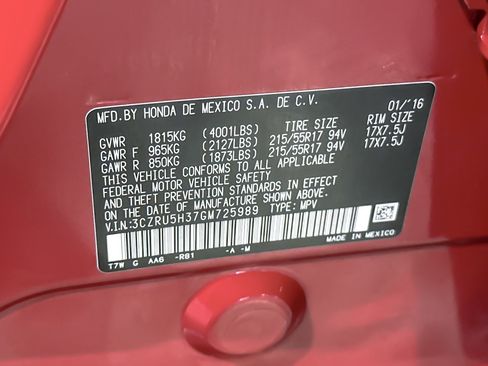 MFD.BY HONDA DE MEXICO S.A. DE C.V. 01/'16
TIRE SIZE RIM SIZE
GVWR 1815KG (4001LBS)
GAWR F 965KG (2127LBS) 215/55R17 94V 17X7.5J
GAWR R 850KG (1873LBS) 215/55R17 94V 17X7.5J
THIS VEHICLE CONFORMS TO ALL APPLICABLE
FEDERAL MOTOR VEHICLE SAFETY
AND THEFT PREVENTION STANDARDS IN EFFECT ON THE
DATE OF MANUFACTURE SHOWN ABOVE.
V.I.N.:3CZRU5H37GM725989 TYPE: MPV
MADE IN MEXICO
T7W G AA6 -RB1 -A -M